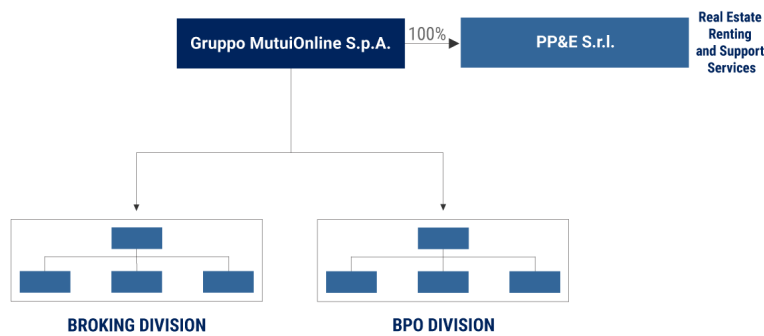 Gruppo MutuiOnline S.p.A.
100%
PP&E S.r.l.
Real Estate
Renting
and Support
Services
BROKING DIVISION
BPO DIVISION